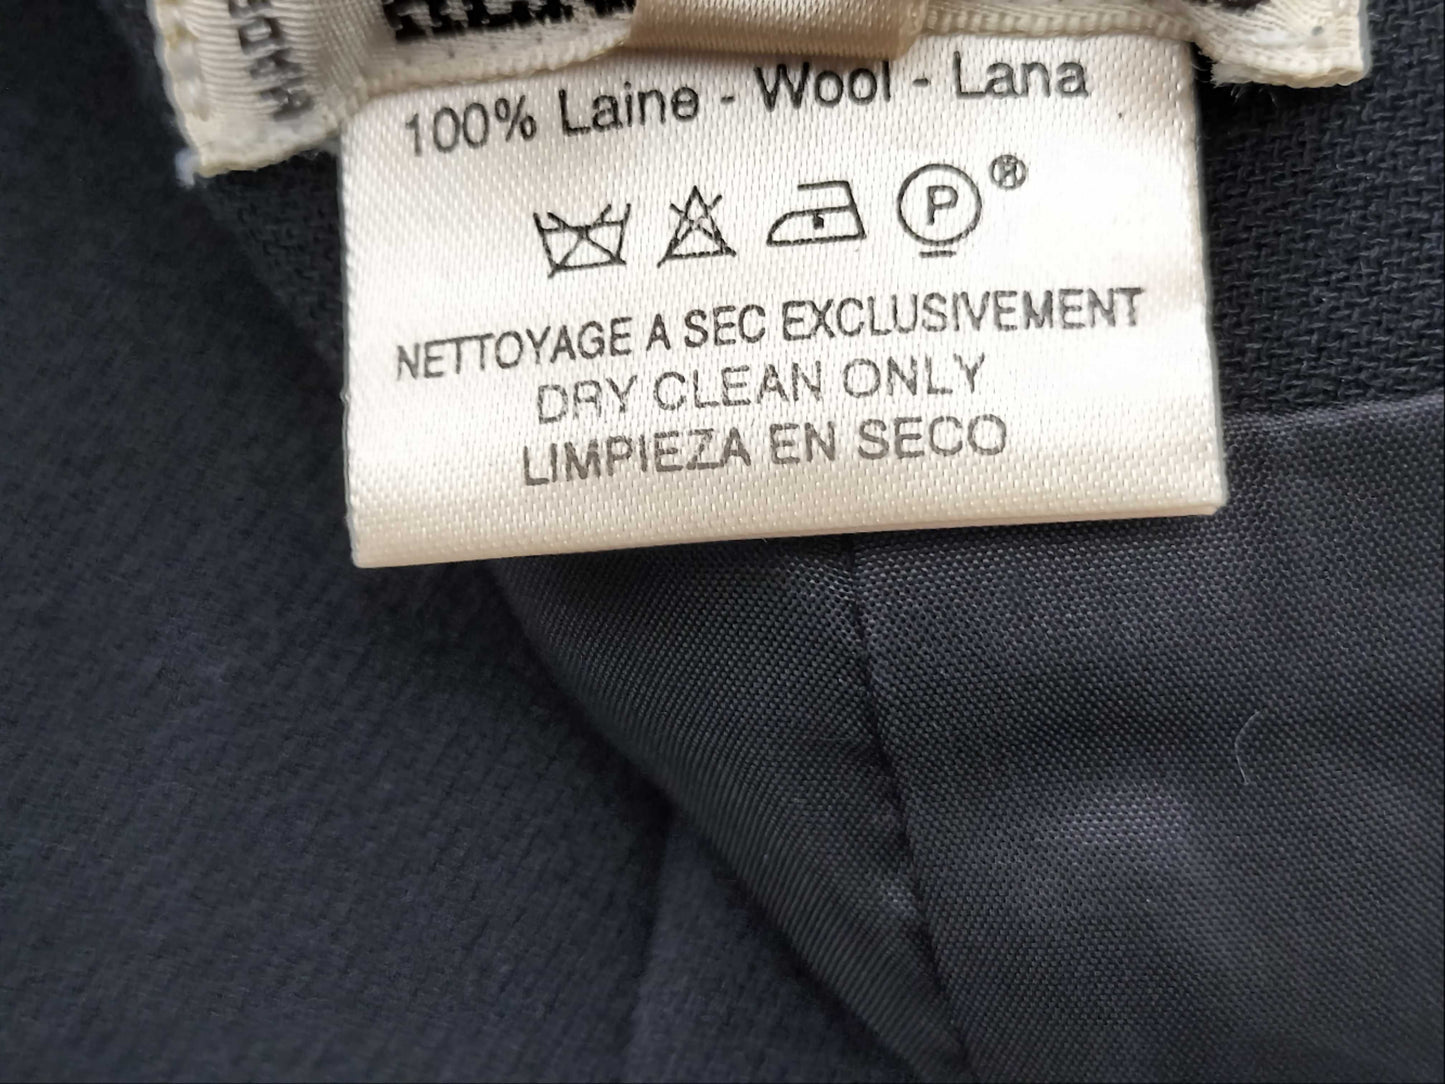 100% Laine - Wool - Lana
P ®
NETTOYAGE A SEC EXCLUSIVEMENT
DRY CLEAN ONLY
LIMPIEZA EN SECO